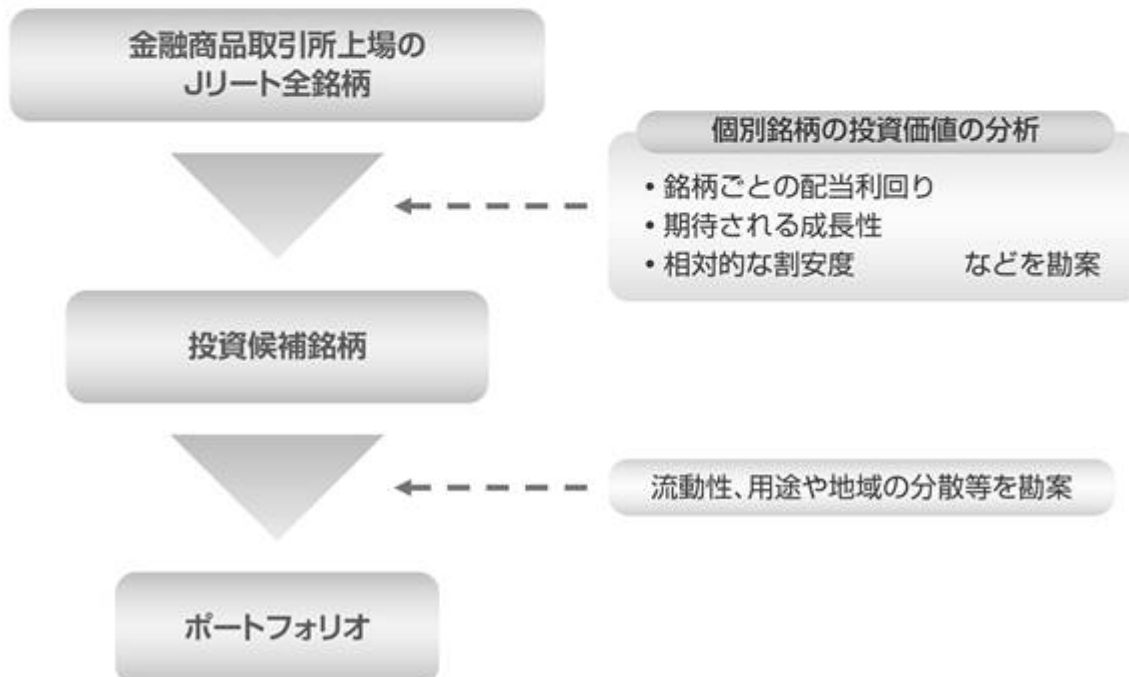 金融商品取引所上場の
Jリート全銘柄
個別銘柄の投資価値の分析
・銘柄ごとの配当利回り
・期待される成長性
・相対的な割安度 などを勘案
投資候補銘柄
流動性、用途や地域の分散等を勘案
ポートフォリオ